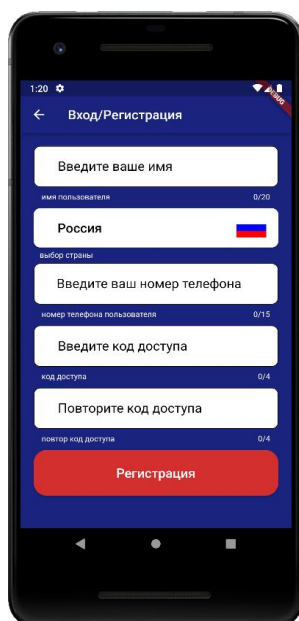 1:20
DEBUG
Вход/Регистрация
Введите ваше имя
имя пользователя 0/20
Россия
выбор страны
Введите ваш номер телефона
номер телефона пользователя 0/15
Введите код доступа
код доступа 0/4
Повторите код доступа
повтор код доступа 0/4
Регистрация